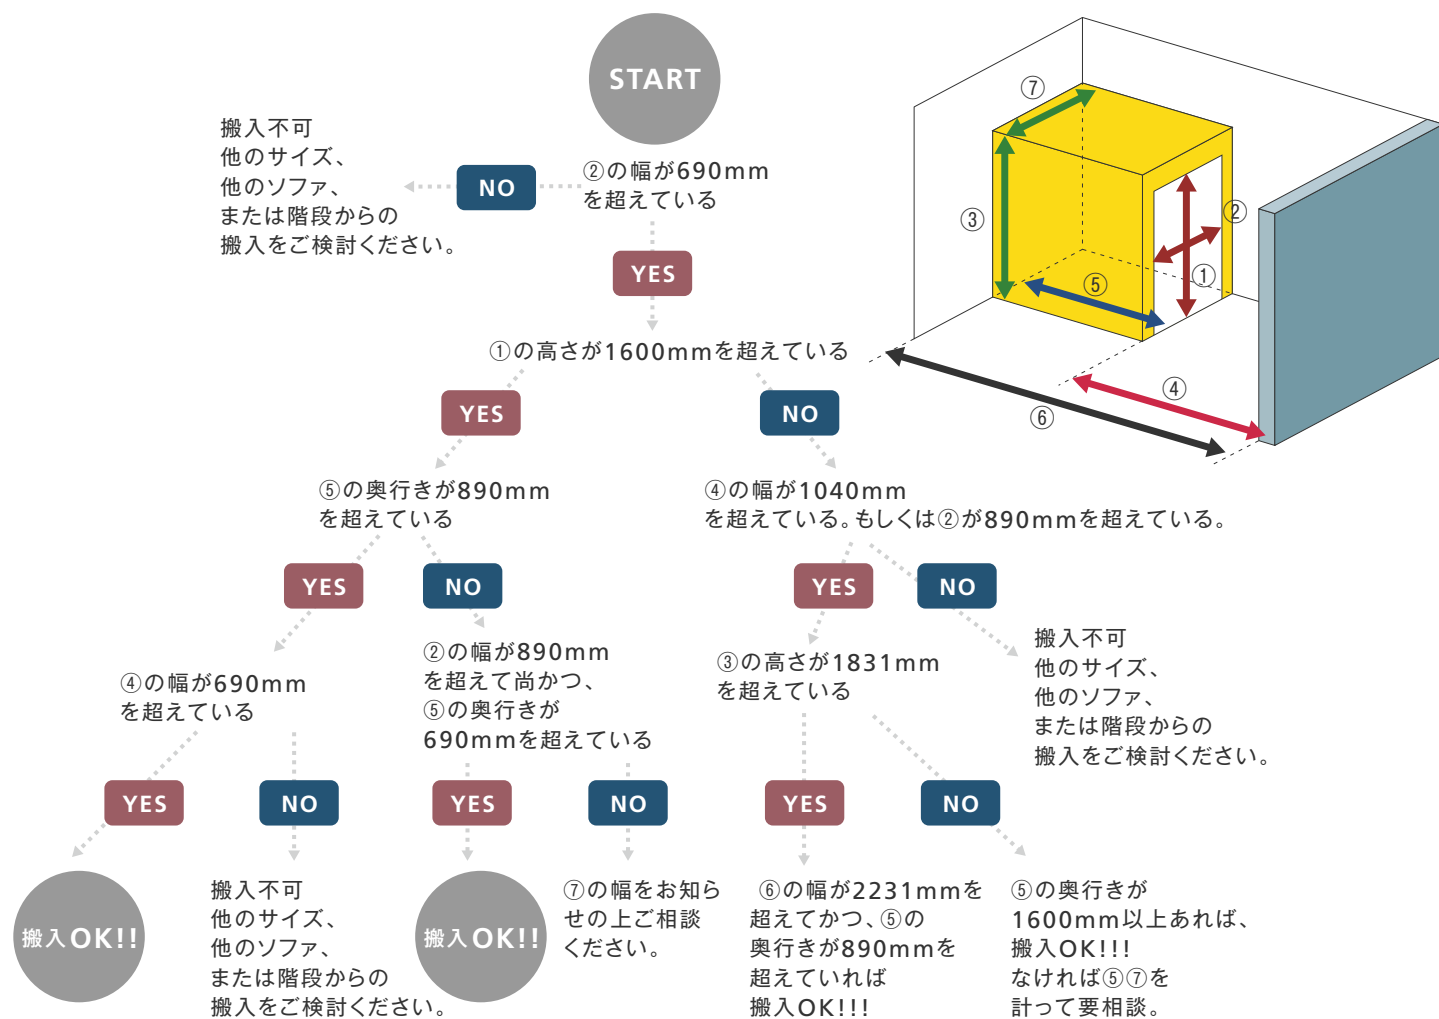 START
②の幅が690mm
を超えている
NO
搬入不可
他のサイズ、
他のソファ、
または階段からの
搬入をご検討ください。
YES
①の高さが1600mmを超えている
YES
NO
⑤の奥行きが890mm
を超えている
④の幅が1040mm
を超えている。もしくは②が890mmを超えている。
YES
NO
YES
NO
④の幅が690mm
を超えている
②の幅が890mm
を超えて尚かつ、
⑤の奥行きが
690mmを超えている
③の高さが1831mm
を超えている
搬入不可
他のサイズ、
他のソファ、
または階段からの
搬入をご検討ください。
YES
NO
YES
NO
YES
NO
搬入OK!!
搬入不可
他のサイズ、
他のソファ、
または階段からの
搬入をご検討ください。
搬入OK!!
⑦の幅をお知ら
せの上ご相談
ください。
⑥の幅が2231mmを
超えてかつ、⑤の
奥行きが890mmを
超えていれば
搬入OK!!!
⑤の奥行きが
1600mm以上あれば、
搬入OK!!!
なければ⑤⑦を
計って要相談。
⑦
③
②
①
⑤
④
⑥